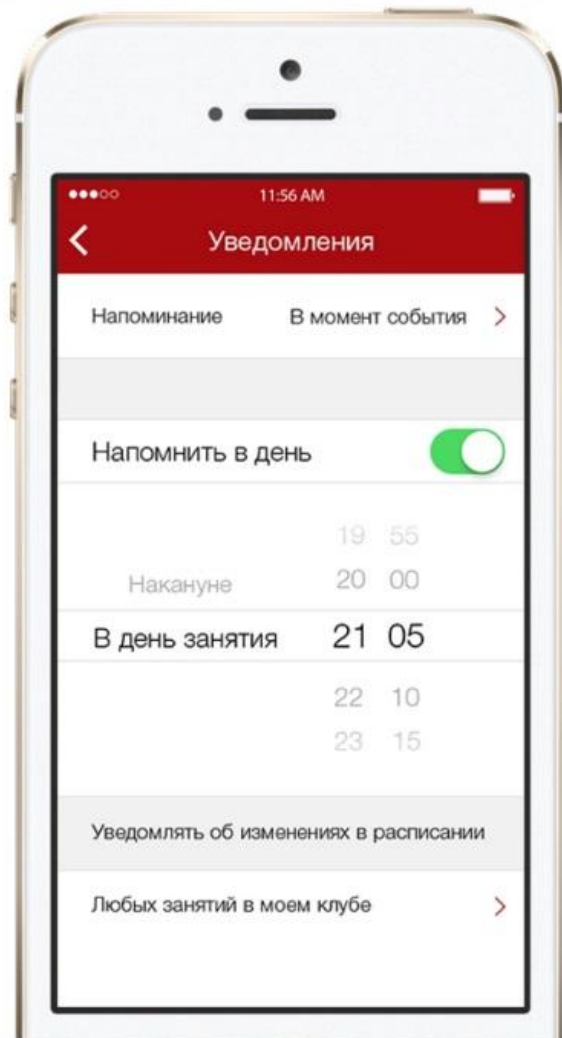 11:56 AM
Уведомления
Напоминание В момент события
Напомнить в день
19 55
Накануне 20 00
В день занятия 21 05
22 10
23 15
Уведомлять об изменениях в расписании
Любых занятий в моем клубе